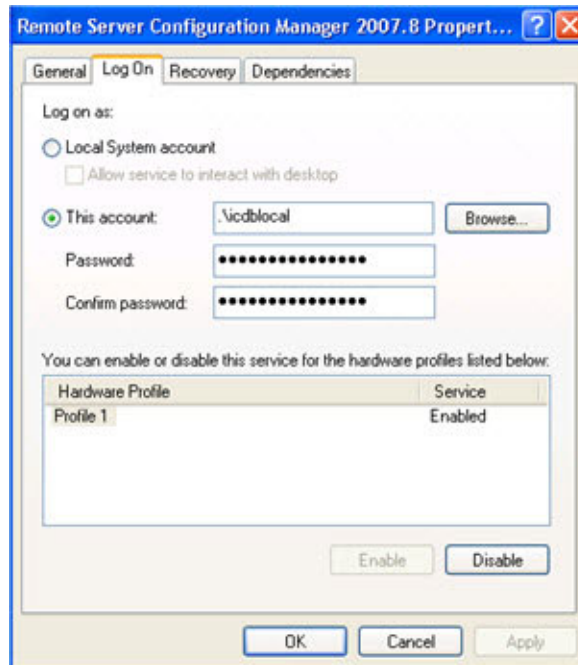 Remote Server Configuration Manager 2007.8 Propert...
General Log On Recovery Dependencies
Log on as:
Local System account
Allow service to interact with desktop
This account: .\icdblocal Browse...
Password: •••••••••••••••
Confirm password: •••••••••••••••
You can enable or disable this service for the hardware profiles listed below:
Hardware Profile Service
Profile 1 Enabled
Enable Disable
OK Cancel Apply